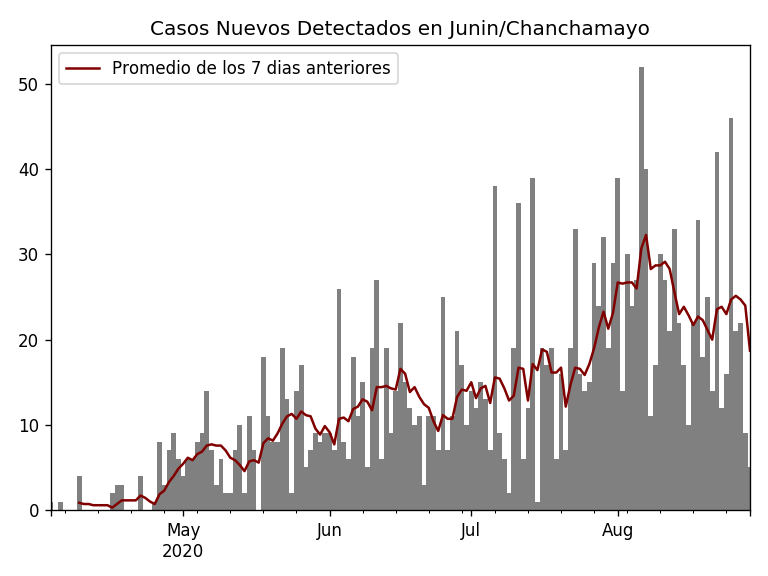 Casos Nuevos Detectados en Junin/Chanchamayo
Promedio de los 7 dias anteriores
50
40
30
20
10
0
May
2020
Jun
Jul
Aug